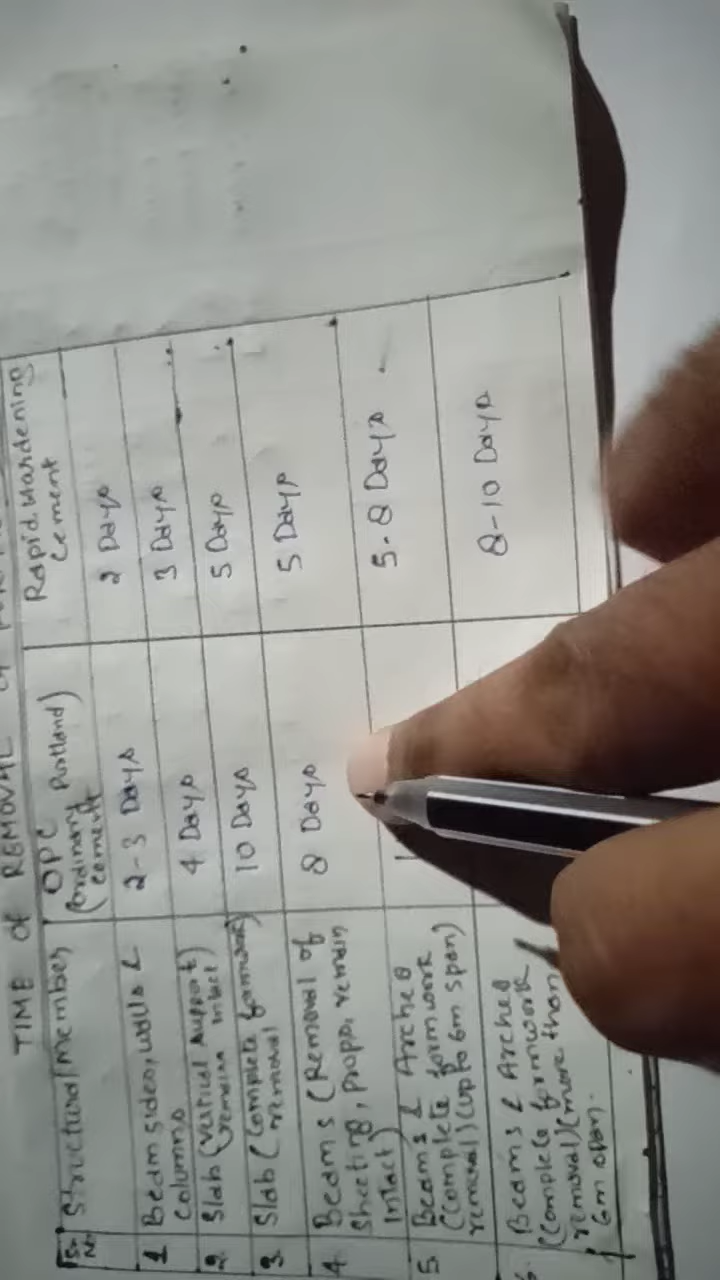 TIME OF REMOVAL OF
Sr. No
Structural Member
OPC
(Ordinary Portland)
cement
Rapid Hardening
Cement
1
Beam sides, walls &
Columns
2-3 Days
2 Days
2
Slab (vertical support
remain intact)
4 Days
3 Days
3
Slab (Complete formwork
removal
10 Days
5 Days
4
Beams (Removal of
Sheeting, props, remain
Intact)
8 Days
5 Days
5
Beams & Arches
(Complete formwork
removal) (up to 6m span)
1
5-8 Days
6.
Beams & Arches
(Complete formwork
removal) (more than
6m span.
8-10 Days